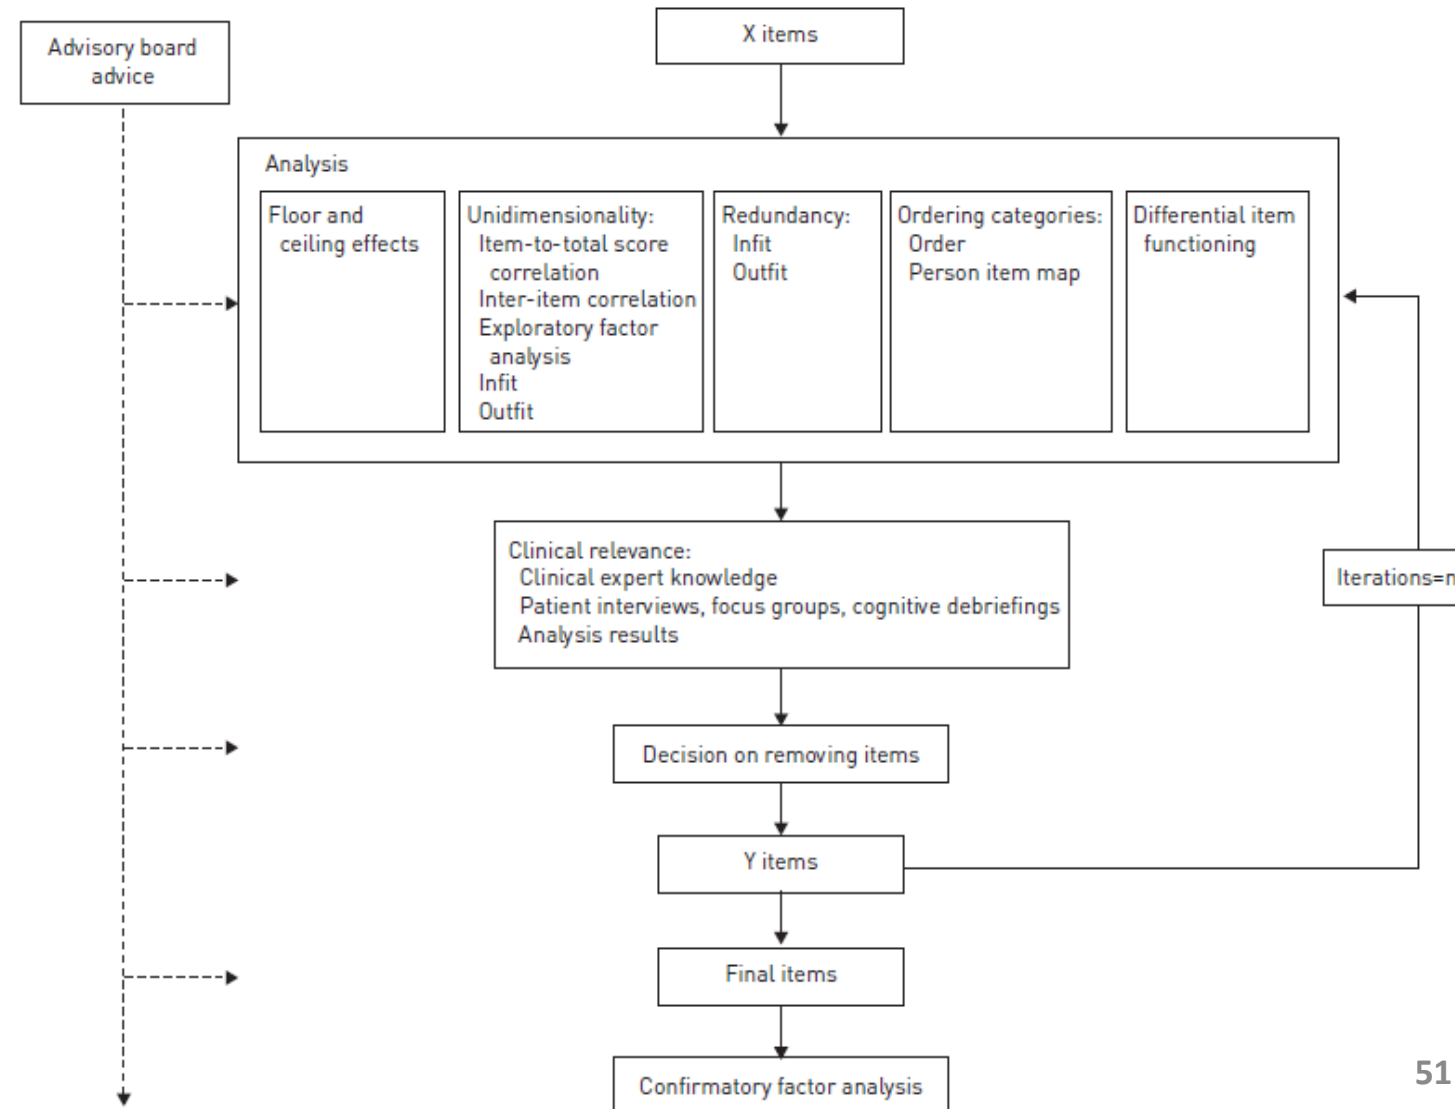 Advisory board
advice
X items
Analysis
Floor and
ceiling effects
Unidimensionality:
Item-to-total score
correlation
Inter-item correlation
Exploratory factor
analysis
Infit
Outfit
Redundancy:
Infit
Outfit
Ordering categories:
Order
Person item map
Differential item
functioning
Clinical relevance:
Clinical expert knowledge
Patient interviews, focus groups, cognitive debriefings
Analysis results
Iterations=n
Decision on removing items
Y items
Final items
Confirmatory factor analysis
51